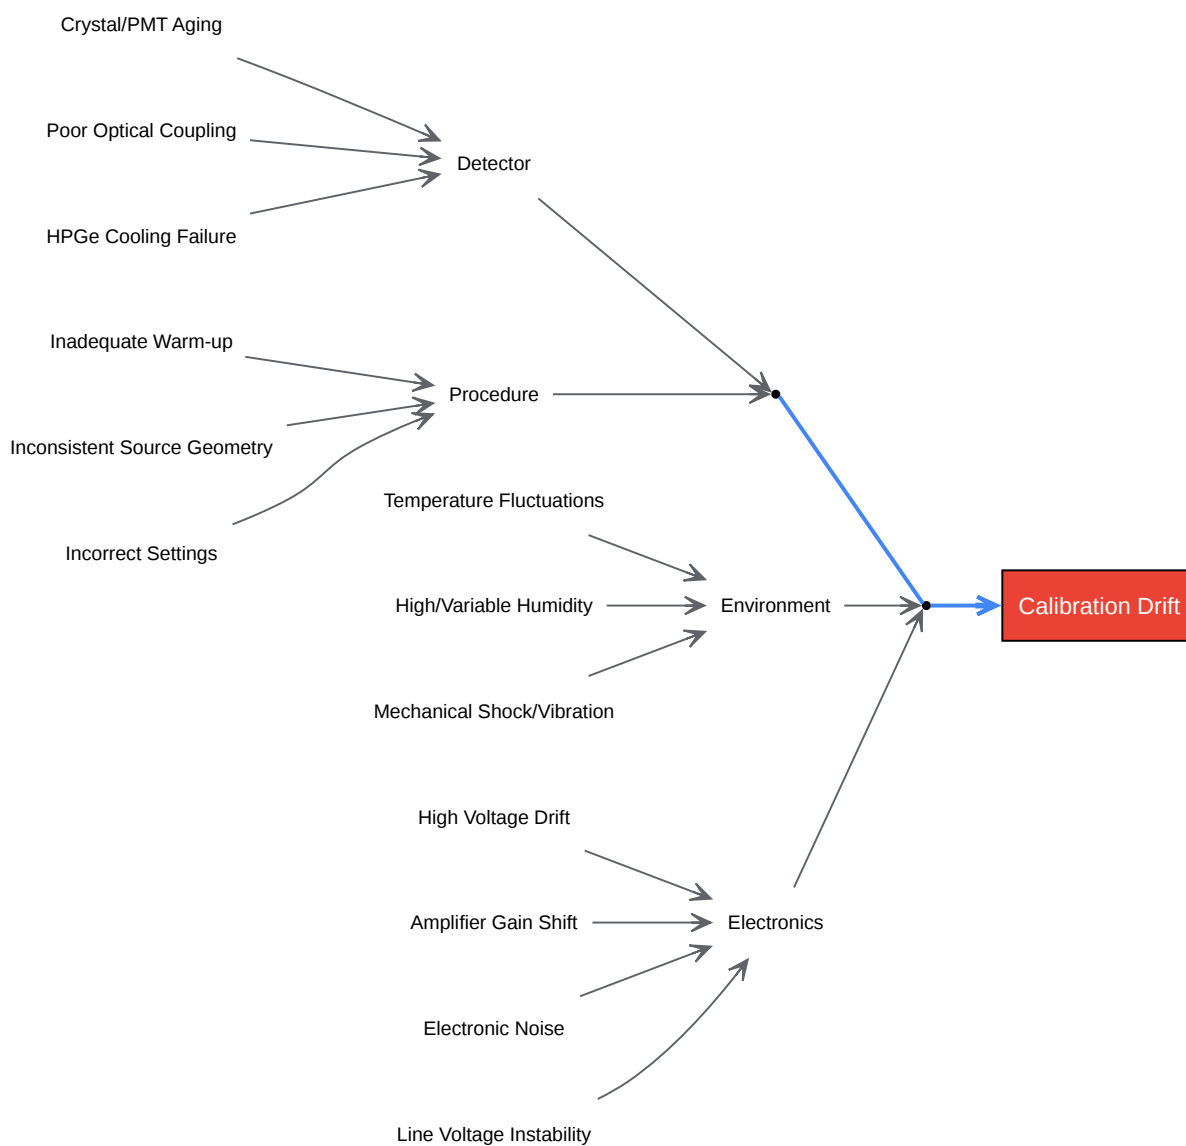 Crystal/PMT Aging
Poor Optical Coupling
Detector
HPGe Cooling Failure
Inadequate Warm-up
Procedure
Inconsistent Source Geometry
Temperature Fluctuations
Incorrect Settings
High/Variable Humidity
Environment
Calibration Drift
Mechanical Shock/Vibration
High Voltage Drift
Amplifier Gain Shift
Electronics
Electronic Noise
Line Voltage Instability